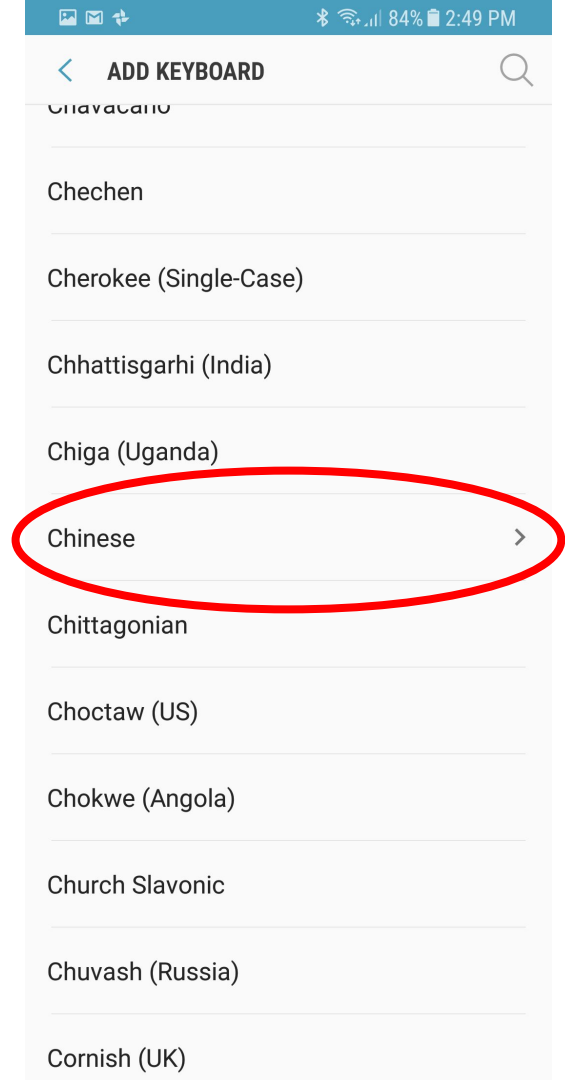 84% 2:49 PM
ADD KEYBOARD
Chavacano
Chechen
Cherokee (Single-Case)
Chhattisgarhi (India)
Chiga (Uganda)
Chinese
Chittagonian
Choctaw (US)
Chokwe (Angola)
Church Slavonic
Chuvash (Russia)
Cornish (UK)